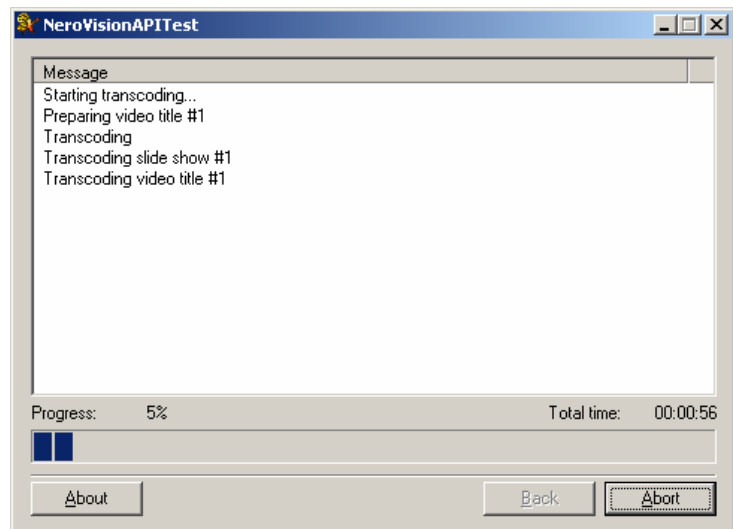 NeroVisionAPITest
Message
Starting transcoding...
Preparing video title #1
Transcoding
Transcoding slide show #1
Transcoding video title #1
Progress: 5% Total time: 00:00:56
About Back Abort